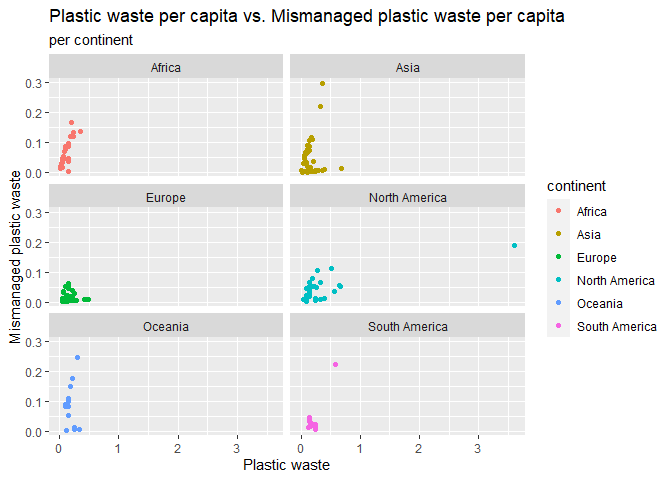 Plastic waste per capita vs. Mismanaged plastic waste per capita
per continent
Africa
Asia
0.3
0.2
0.1
0.0
Europe
North America
0.3
0.2
0.1
0.0
Oceania
South America
0.3
0.2
0.1
0.0
0 1 2 3
0 1 2 3
Plastic waste
Mismanaged plastic waste
continent
Africa
Asia
Europe
North America
Oceania
South America